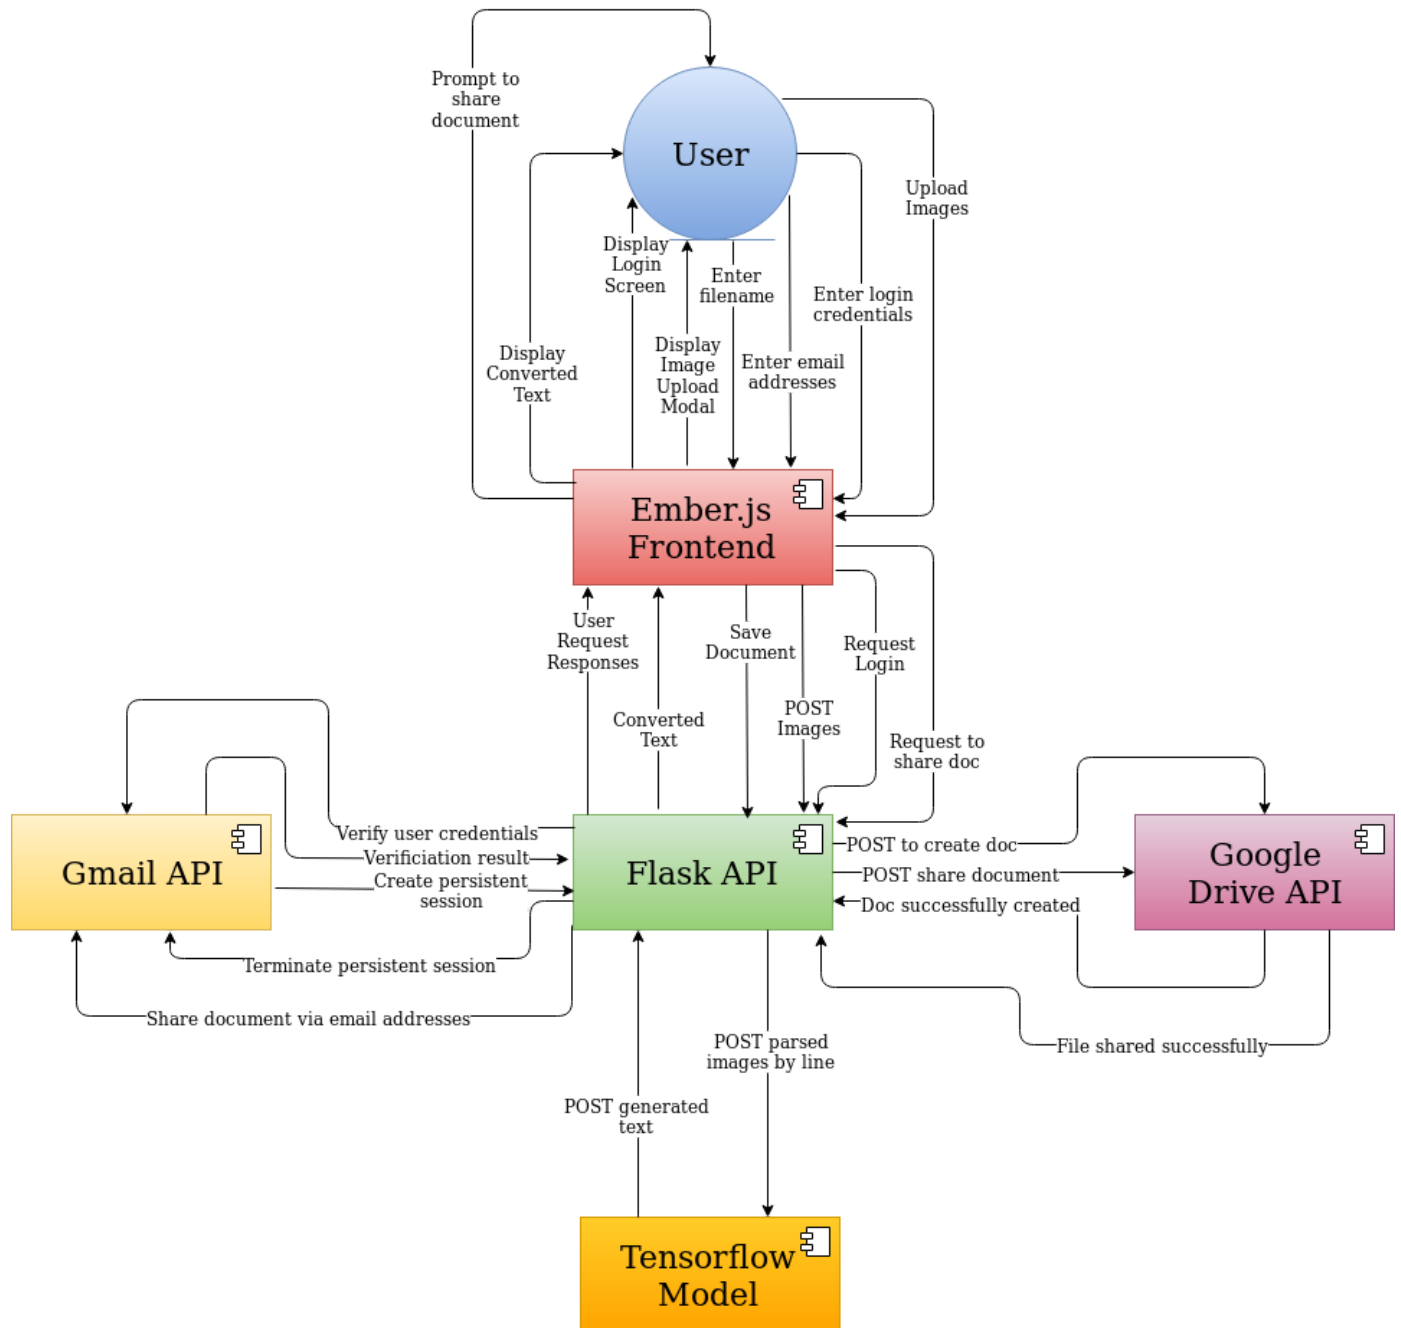 Prompt to
share
document
User
Upload
Images
Display
Login
Screen
Enter
filename
Enter login
credentials
Display
Converted
Text
Display
Image
Upload
Modal
Enter email
addresses
Ember.js
Frontend
User
Request
Responses
Save
Document
Request
Login
Converted
Text
POST
Images
Request to
share doc
Verify user credentials
Verificiation result
Create persistent
session
Gmail API
Flask API
POST to create doc
POST share document
Doc successfully created
Google
Drive API
Terminate persistent session
Share document via email addresses
File shared successfully
POST parsed
images by line
POST generated
text
Tensorflow
Model